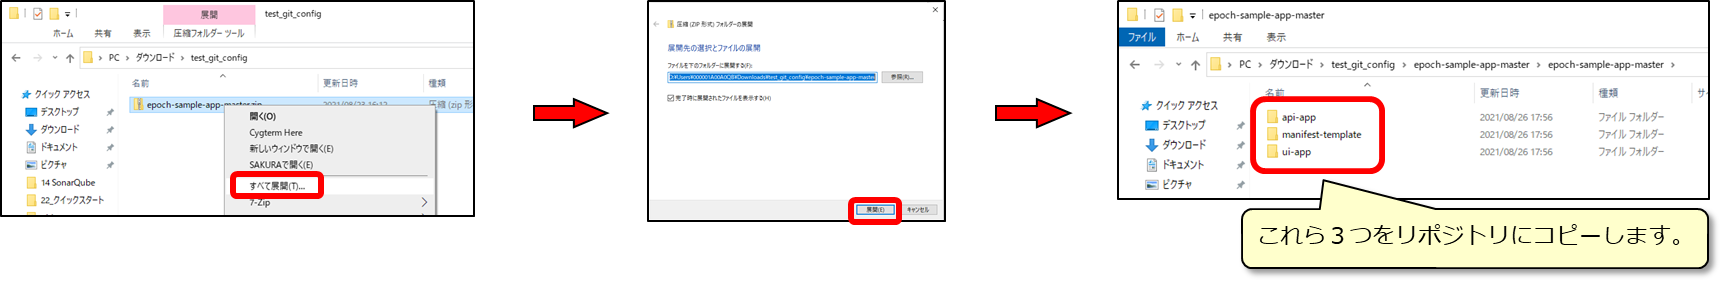 展開
test_git_config
ホーム
共有
表示
圧縮フォルダー ツール
PC
ダウンロード
test_git_config
名前
更新日時
種類
クイック アクセス
デスクトップ
ダウンロード
ドキュメント
ピクチャ
14 SonarQube
22_クイックスタート
epoch-sample-app-master.zip
2021/08/23 16:12
圧縮 (zip 形
開く(O)
Cygterm Here
新しいウィンドウで開く(E)
SAKURAで開く(E)
すべて展開(T)...
7-Zip
圧縮 (ZIP 形式) フォルダーの展開
展開先の選択とファイルの展開
ファイルを下のフォルダーに展開する(F):
参照(R)...
完了時に展開されたファイルを表示する(H)
展開(E)
キャンセル
epoch-sample-app-master
ファイル
ホーム
共有
表示
PC
ダウンロード
test_git_config
epoch-sample-app-master
epoch-sample-app-master
名前
更新日時
種類
サ
クイック アクセス
デスクトップ
ダウンロード
ドキュメント
ピクチャ
api-app
2021/08/26 17:56
ファイル フォルダー
manifest-template
2021/08/26 17:56
ファイル フォルダー
ui-app
2021/08/26 17:56
ファイル フォルダー
これら３つをリポジトリにコピーします。